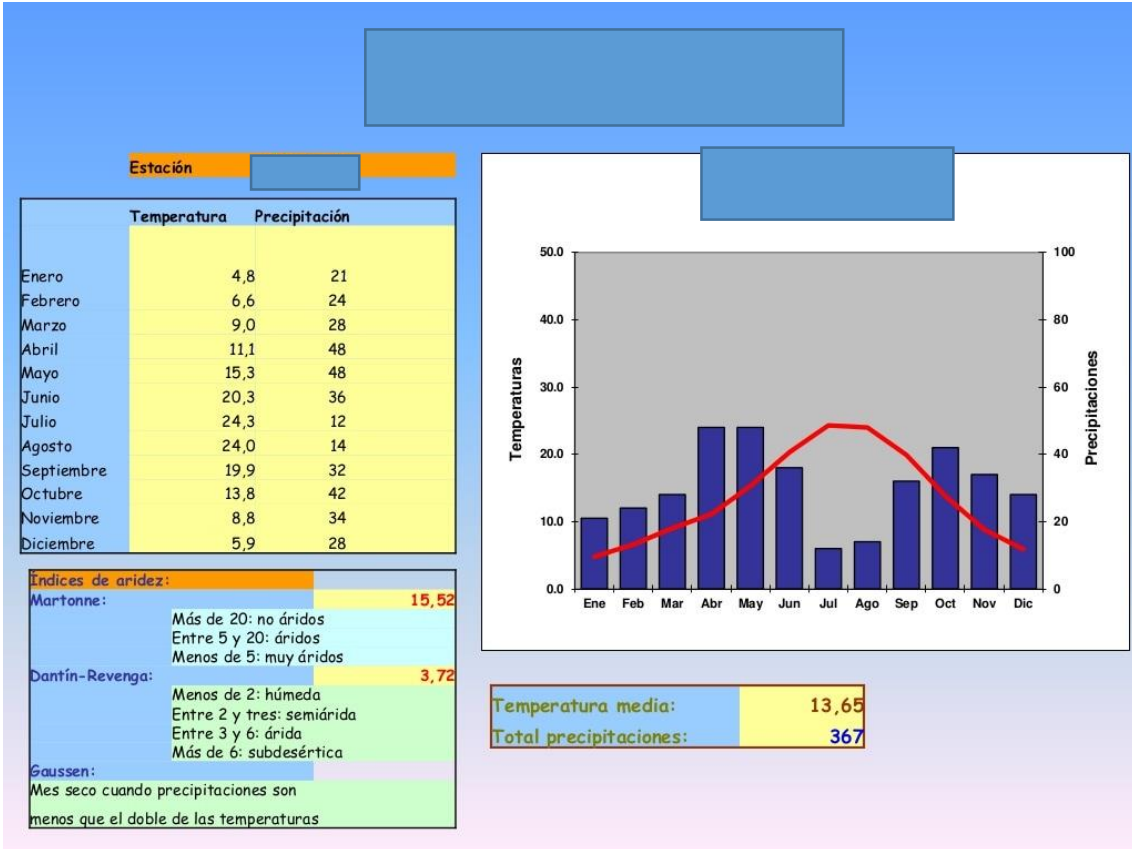 Estación
Temperatura Precipitación
Enero 4,8 21
Febrero 6,6 24
Marzo 9,0 28
Abril 11,1 48
Mayo 15,3 48
Junio 20,3 36
Julio 24,3 12
Agosto 24,0 14
Septiembre 19,9 32
Octubre 13,8 42
Noviembre 8,8 34
Diciembre 5,9 28
Índices de aridez:
Martonne: 15,52
Más de 20: no áridos
Entre 5 y 20: áridos
Menos de 5: muy áridos
Dantín-Revenga: 3,72
Menos de 2: húmeda
Entre 2 y tres: semiárida
Entre 3 y 6: árida
Más de 6: subdesértica
Gaussen:
Mes seco cuando precipitaciones son
menos que el doble de las temperaturas
Temperaturas
50.0
40.0
30.0
20.0
10.0
0.0
Ene Feb Mar Abr May Jun Jul Ago Sep Oct Nov Dic
100
80
60
40
20
0
Precipitaciones
Temperatura media: 13,65
Total precipitaciones: 367